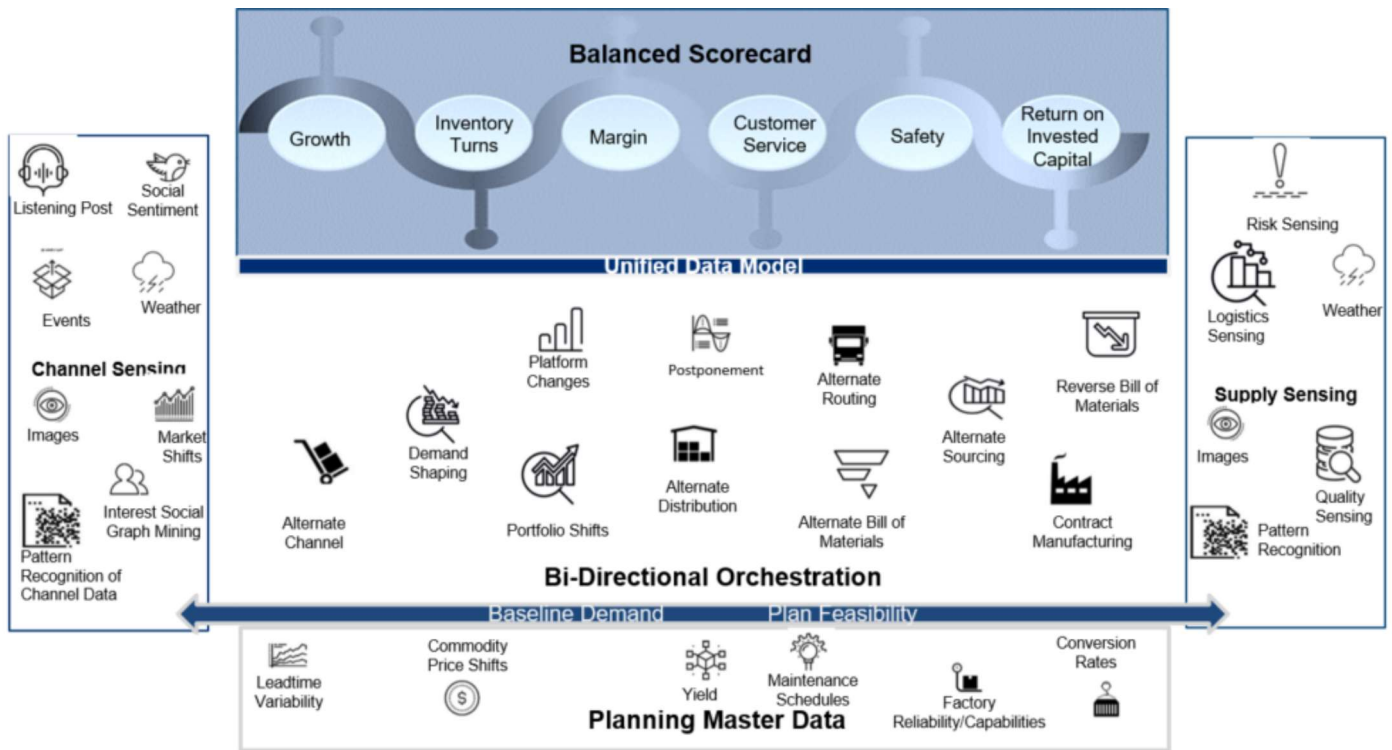 Balanced Scorecard
Growth
Inventory
Turns
Margin
Customer
Service
Safety
Return on
Invested
Capital
Unified Data Model
Listening Post
Social
Sentiment
Events
Weather
Channel Sensing
Images
Market
Shifts
Interest Social
Graph Mining
Pattern
Recognition of
Channel Data
Platform
Changes
Postponement
Alternate
Routing
Reverse Bill of
Materials
Demand
Shaping
Alternate
Sourcing
Alternate
Channel
Portfolio Shifts
Alternate
Distribution
Alternate Bill of
Materials
Contract
Manufacturing
Bi-Directional Orchestration
Baseline Demand
Plan Feasibility
Risk Sensing
Logistics
Sensing
Weather
Supply Sensing
Images
Quality
Sensing
Pattern
Recognition
Leadtime
Variability
Commodity
Price Shifts
$
Yield
Maintenance
Schedules
Factory
Reliability/Capabilities
Conversion
Rates
Planning Master Data